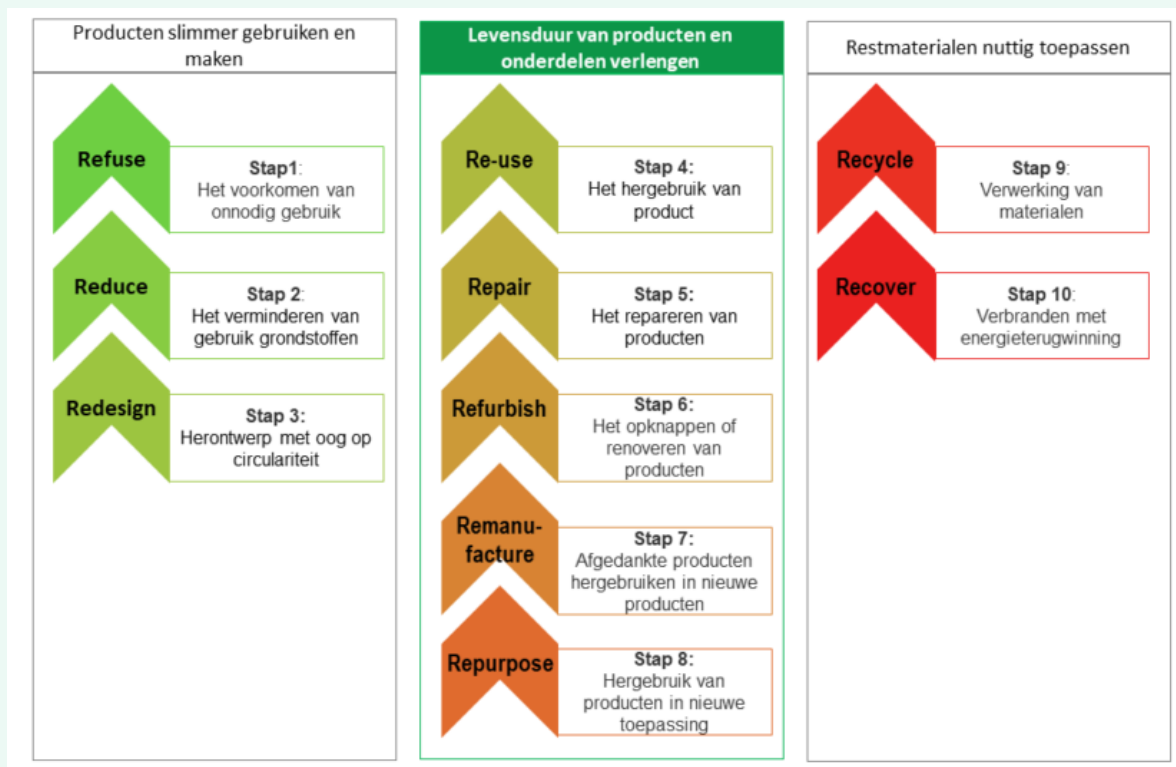 Producten slimmer gebruiken en
maken
Refuse
Stap1:
Het voorkomen van
onnodig gebruik
Reduce
Stap 2:
Het verminderen van
gebruik grondstoffen
Redesign
Stap 3:
Herontwerp met oog op
circulariteit
Levensduur van producten en
onderdelen verlengen
Re-use
Stap 4:
Het hergebruik van
product
Repair
Stap 5:
Het repareren van
producten
Refurbish
Stap 6:
Het opknappen of
renoveren van
producten
Remanu-
facture
Stap 7:
Afgedankte producten
hergebruiken in nieuwe
producten
Repurpose
Stap 8:
Hergebruik van
producten in nieuwe
toepassing
Restmaterialen nuttig toepassen
Recycle
Stap 9:
Verwerking van
materialen
Recover
Stap 10:
Verbranden met
energieterugwinning